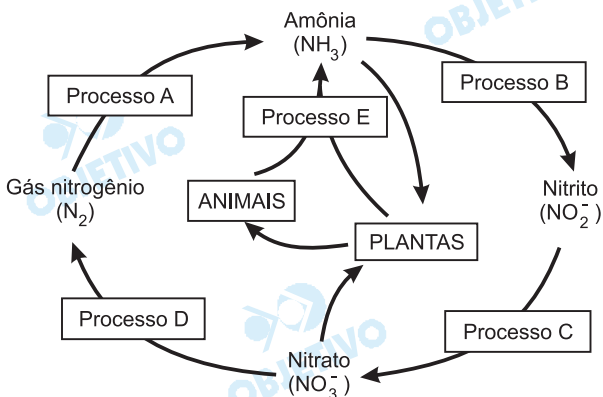 OBJETIVO
Amônia
(NH3)
Processo A
Processo B
Processo E
OBJETIVO
Gás nitrogênio
(N2)
ANIMAIS
Nitrito
(NO2-)
PLANTAS
Processo D
Processo C
OBJETIVO
Nitrato
(NO3-)